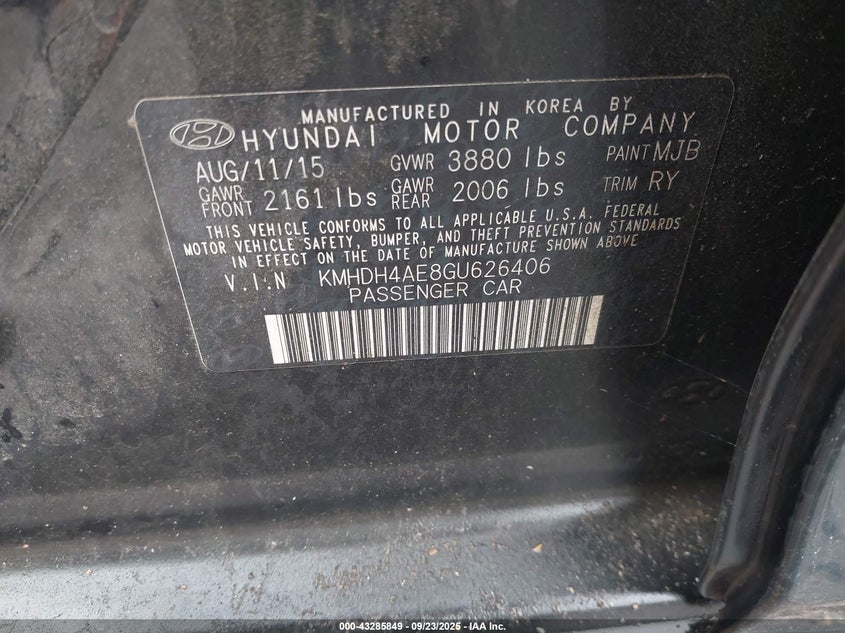 MANUFACTURED IN KOREA BY
HYUNDAI MOTOR COMPANY
AUG/11/15 GVWR 3880 lbs PAINT MJB
GAWR FRONT 2161 lbs GAWR REAR 2006 lbs TRIM RY
THIS VEHICLE CONFORMS TO ALL APPLICABLE U.S.A. FEDERAL
MOTOR VEHICLE SAFETY, BUMPER, AND THEFT PREVENTION STANDARDS
IN EFFECT ON THE DATE OF MANUFACTURE SHOWN ABOVE
V.I.N KMHDH4AE8GU626406
PASSENGER CAR
000-43285849 - 09/23/2025 - IAA Inc.